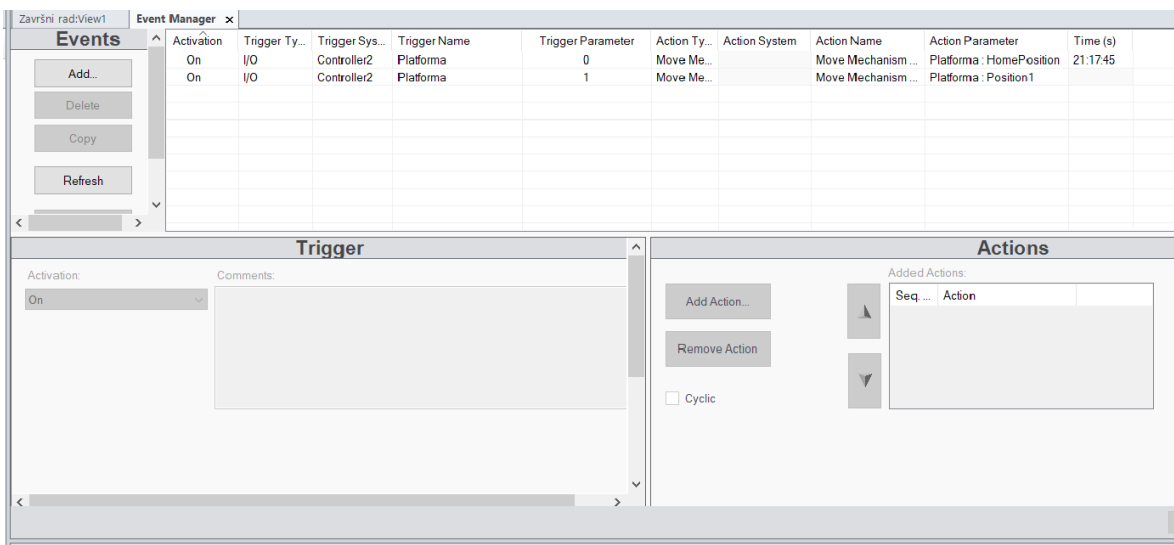 Završni rad:View1 Event Manager x
Events
Add...
Delete
Copy
Refresh
Activation Trigger Ty... Trigger Sys... Trigger Name Trigger Parameter Action Ty... Action System Action Name Action Parameter Time (s)
On I/O Controller2 Platforma 0 Move Me... Move Mechanism ... Platforma : HomePosition 21:17:45
On I/O Controller2 Platforma 1 Move Me... Move Mechanism ... Platforma : Position1
Trigger
Activation: Comments:
On
Actions
Added Actions:
Add Action...
Remove Action
Cyclic
Seq. ... Action